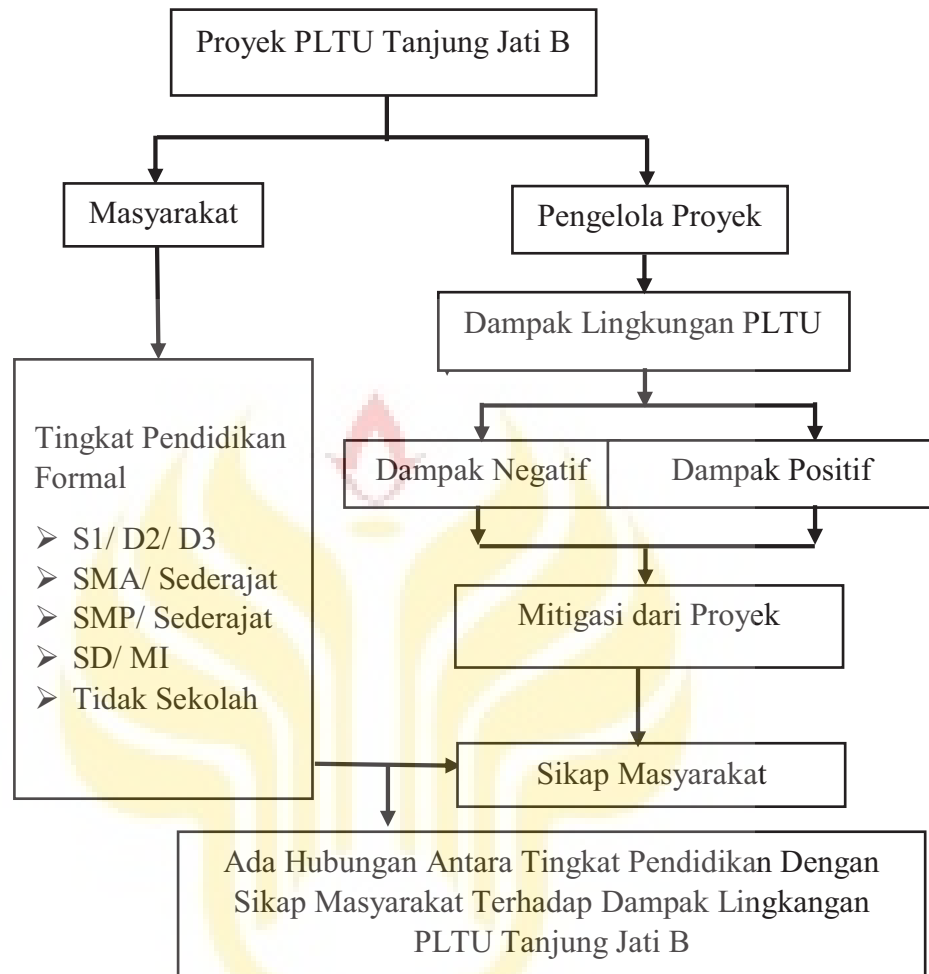 Proyek PLTU Tanjung Jati B
Masyarakat
Pengelola Proyek
Dampak Lingkungan PLTU
Tingkat Pendidikan
Formal
➢ S1/ D2/ D3
➢ SMA/ Sederajat
➢ SMP/ Sederajat
➢ SD/ MI
➢ Tidak Sekolah
Dampak Negatif
Dampak Positif
Mitigasi dari Proyek
Sikap Masyarakat
Ada Hubungan Antara Tingkat Pendidikan Dengan
Sikap Masyarakat Terhadap Dampak Lingkangan
PLTU Tanjung Jati B